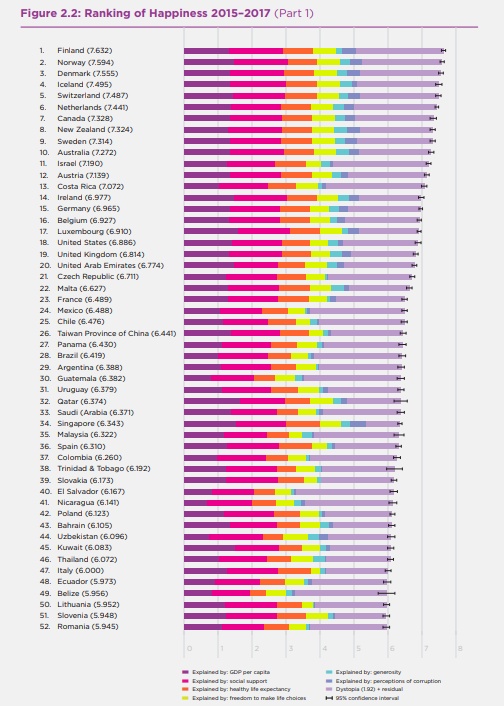 Figure 2.2: Ranking of Happiness 2015–2017 (Part 1)
1. Finland (7.632)
2. Norway (7.594)
3. Denmark (7.555)
4. Iceland (7.495)
5. Switzerland (7.487)
6. Netherlands (7.441)
7. Canada (7.328)
8. New Zealand (7.324)
9. Sweden (7.314)
10. Australia (7.272)
11. Israel (7.190)
12. Austria (7.139)
13. Costa Rica (7.072)
14. Ireland (6.977)
15. Germany (6.965)
16. Belgium (6.927)
17. Luxembourg (6.910)
18. United States (6.886)
19. United Kingdom (6.814)
20. United Arab Emirates (6.774)
21. Czech Republic (6.711)
22. Malta (6.627)
23. France (6.489)
24. Mexico (6.488)
25. Chile (6.476)
26. Taiwan Province of China (6.441)
27. Panama (6.430)
28. Brazil (6.419)
29. Argentina (6.388)
30. Guatemala (6.382)
31. Uruguay (6.379)
32. Qatar (6.374)
33. Saudi (Arabia (6.371)
34. Singapore (6.343)
35. Malaysia (6.322)
36. Spain (6.310)
37. Colombia (6.260)
38. Trinidad & Tobago (6.192)
39. Slovakia (6.173)
40. El Salvador (6.167)
41. Nicaragua (6.141)
42. Poland (6.123)
43. Bahrain (6.105)
44. Uzbekistan (6.096)
45. Kuwait (6.083)
46. Thailand (6.072)
47. Italy (6.000)
48. Ecuador (5.973)
49. Belize (5.956)
50. Lithuania (5.952)
51. Slovenia (5.948)
52. Romania (5.945)
0 1 2 3 4 5 6 7 8
Explained by: GDP per capita
Explained by: social support
Explained by: healthy life expectancy
Explained by: freedom to make life choices
Explained by: generosity
Explained by: perceptions of corruption
Dystopia (1.92) + residual
95% confidence interval